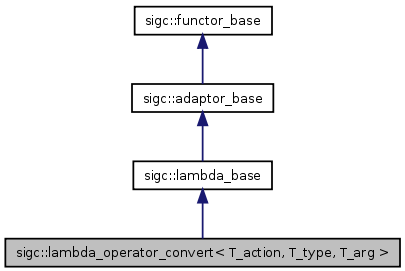 sigc::functor_base
sigc::adaptor_base
sigc::lambda_base
sigc::lambda_operator_convert< T_action, T_type, T_arg >